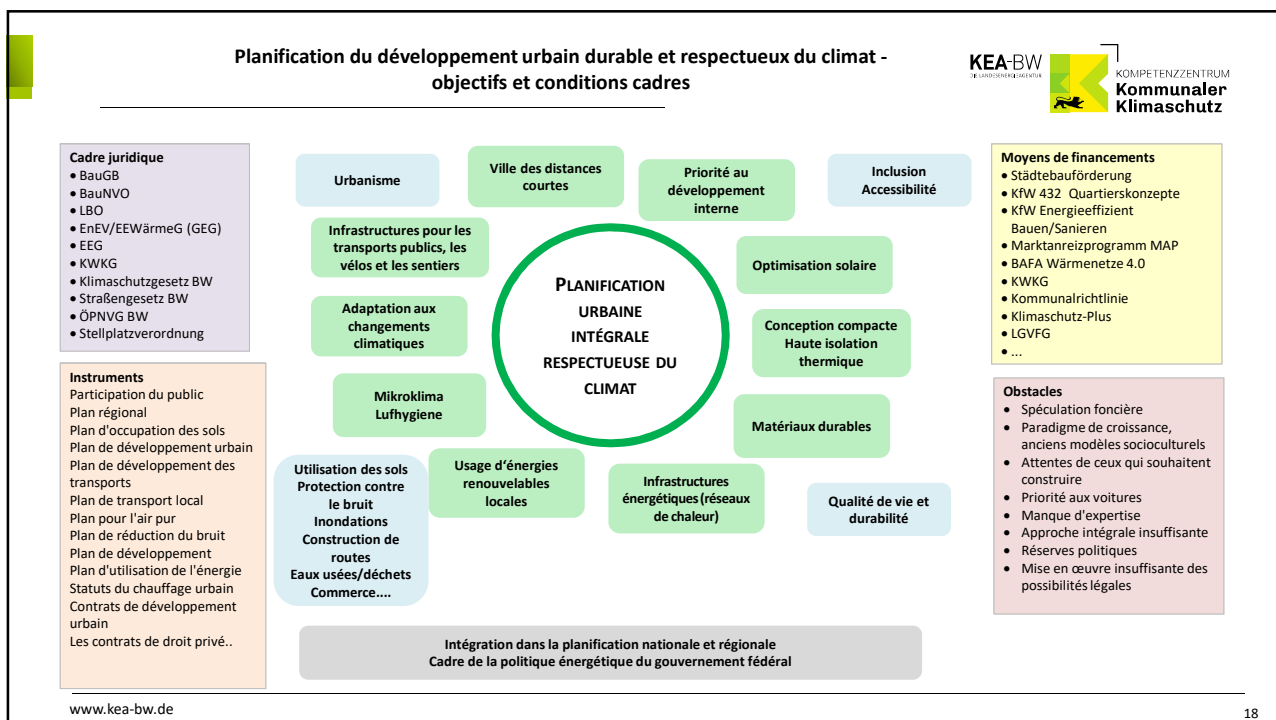 Planification du développement urbain durable et respectueux du climat -
objectifs et conditions cadres
KEA-BW
DIE LANDESENERGIEAGENTUR
KOMPETENZZENTRUM
Kommunaler
Klimaschutz
Cadre juridique
• BauGB
• BauNVO
• LBO
• EnEV/EEWärmeG (GEG)
• EEG
• KWKG
• Klimaschutzgesetz BW
• Straßengesetz BW
• ÖPNVG BW
• Stellplatzverordnung
Instruments
Participation du public
Plan régional
Plan d'occupation des sols
Plan de développement urbain
Plan de développement des
transports
Plan de transport local
Plan pour l'air pur
Plan de réduction du bruit
Plan de développement
Plan d'utilisation de l'énergie
Statuts du chauffage urbain
Contrats de développement
urbain
Les contrats de droit privé..
Urbanisme
Ville des distances
courtes
Priorité au
développement
interne
Inclusion
Accessibilité
Infrastructures pour les
transports publics, les
vélos et les sentiers
Optimisation solaire
Adaptation aux
changements
climatiques
PLANIFICATION
URBAINE
INTÉGRALE
RESPECTUEUSE DU
CLIMAT
Conception compacte
Haute isolation
thermique
Mikroklima
Lufhygiene
Matériaux durables
Utilisation des sols
Protection contre
le bruit
Inondations
Construction de
routes
Eaux usées/déchets
Commerce....
Usage d‘énergies
renouvelables
locales
Infrastructures
énergétiques (réseaux
de chaleur)
Qualité de vie et
durabilité
Intégration dans la planification nationale et régionale
Cadre de la politique énergétique du gouvernement fédéral
Moyens de financements
• Städtebauförderung
• KfW 432 Quartierskonzepte
• KfW Energieeffizient
Bauen/Sanieren
• Marktanreizprogramm MAP
• BAFA Wärmenetze 4.0
• KWKG
• Kommunalrichtlinie
• Klimaschutz-Plus
• LGVFG
• ...
Obstacles
• Spéculation foncière
• Paradigme de croissance,
anciens modèles socioculturels
• Attentes de ceux qui souhaitent
construire
• Priorité aux voitures
• Manque d'expertise
• Approche intégrale insuffisante
• Réserves politiques
• Mise en œuvre insuffisante des
possibilités légales
www.kea-bw.de
18